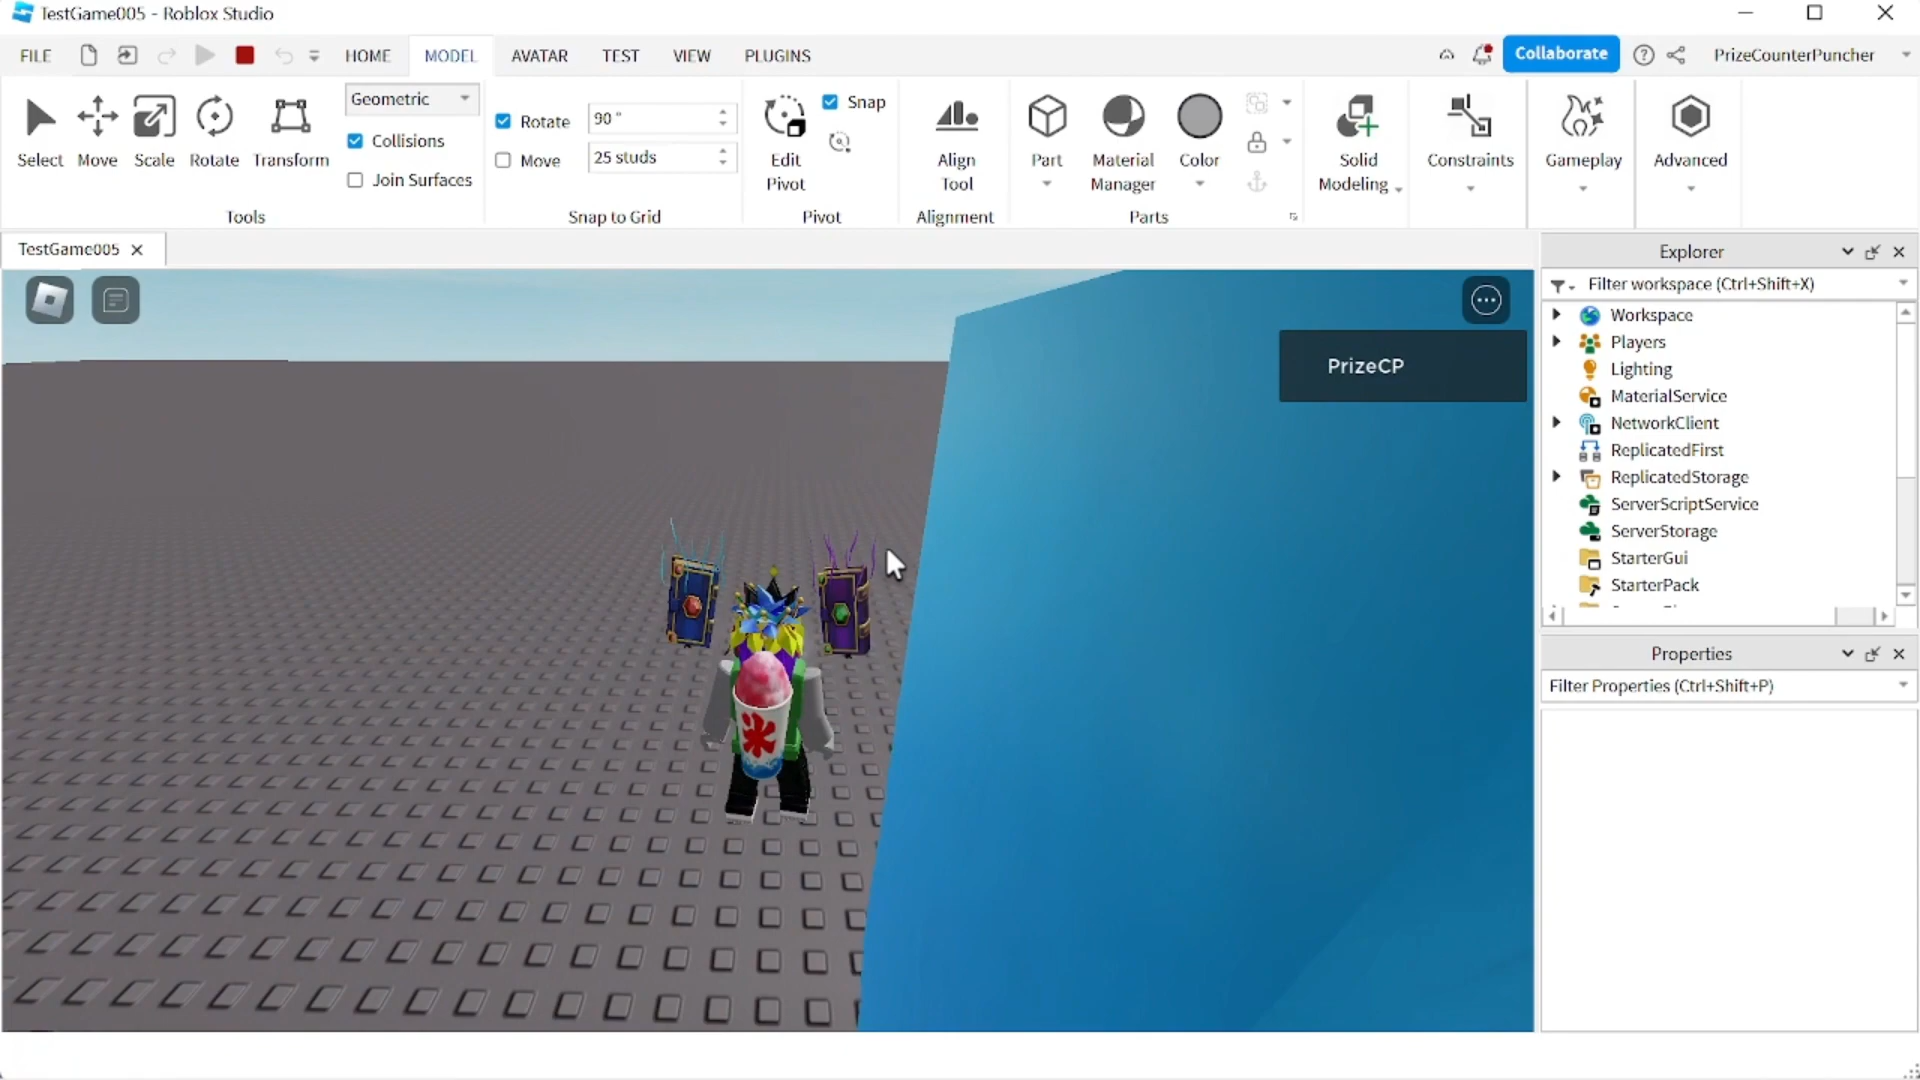 TestGame005 - Roblox Studio
FILE HOME MODEL AVATAR TEST VIEW PLUGINS Collaborate PrizeCounterPuncher
Select Move Scale Rotate Transform
Geometric
Collisions
Join Surfaces
Tools
Rotate 90 °
Move 25 studs
Snap to Grid
Edit Pivot
Snap
Pivot
Align Tool
Alignment
Part
Material Manager
Color
Parts
Solid Modeling
Constraints
Gameplay
Advanced
TestGame005
PrizeCP
氷
Explorer
Filter workspace (Ctrl+Shift+X)
Workspace
Players
Lighting
MaterialService
NetworkClient
ReplicatedFirst
ReplicatedStorage
ServerScriptService
ServerStorage
StarterGui
StarterPack
Properties
Filter Properties (Ctrl+Shift+P)